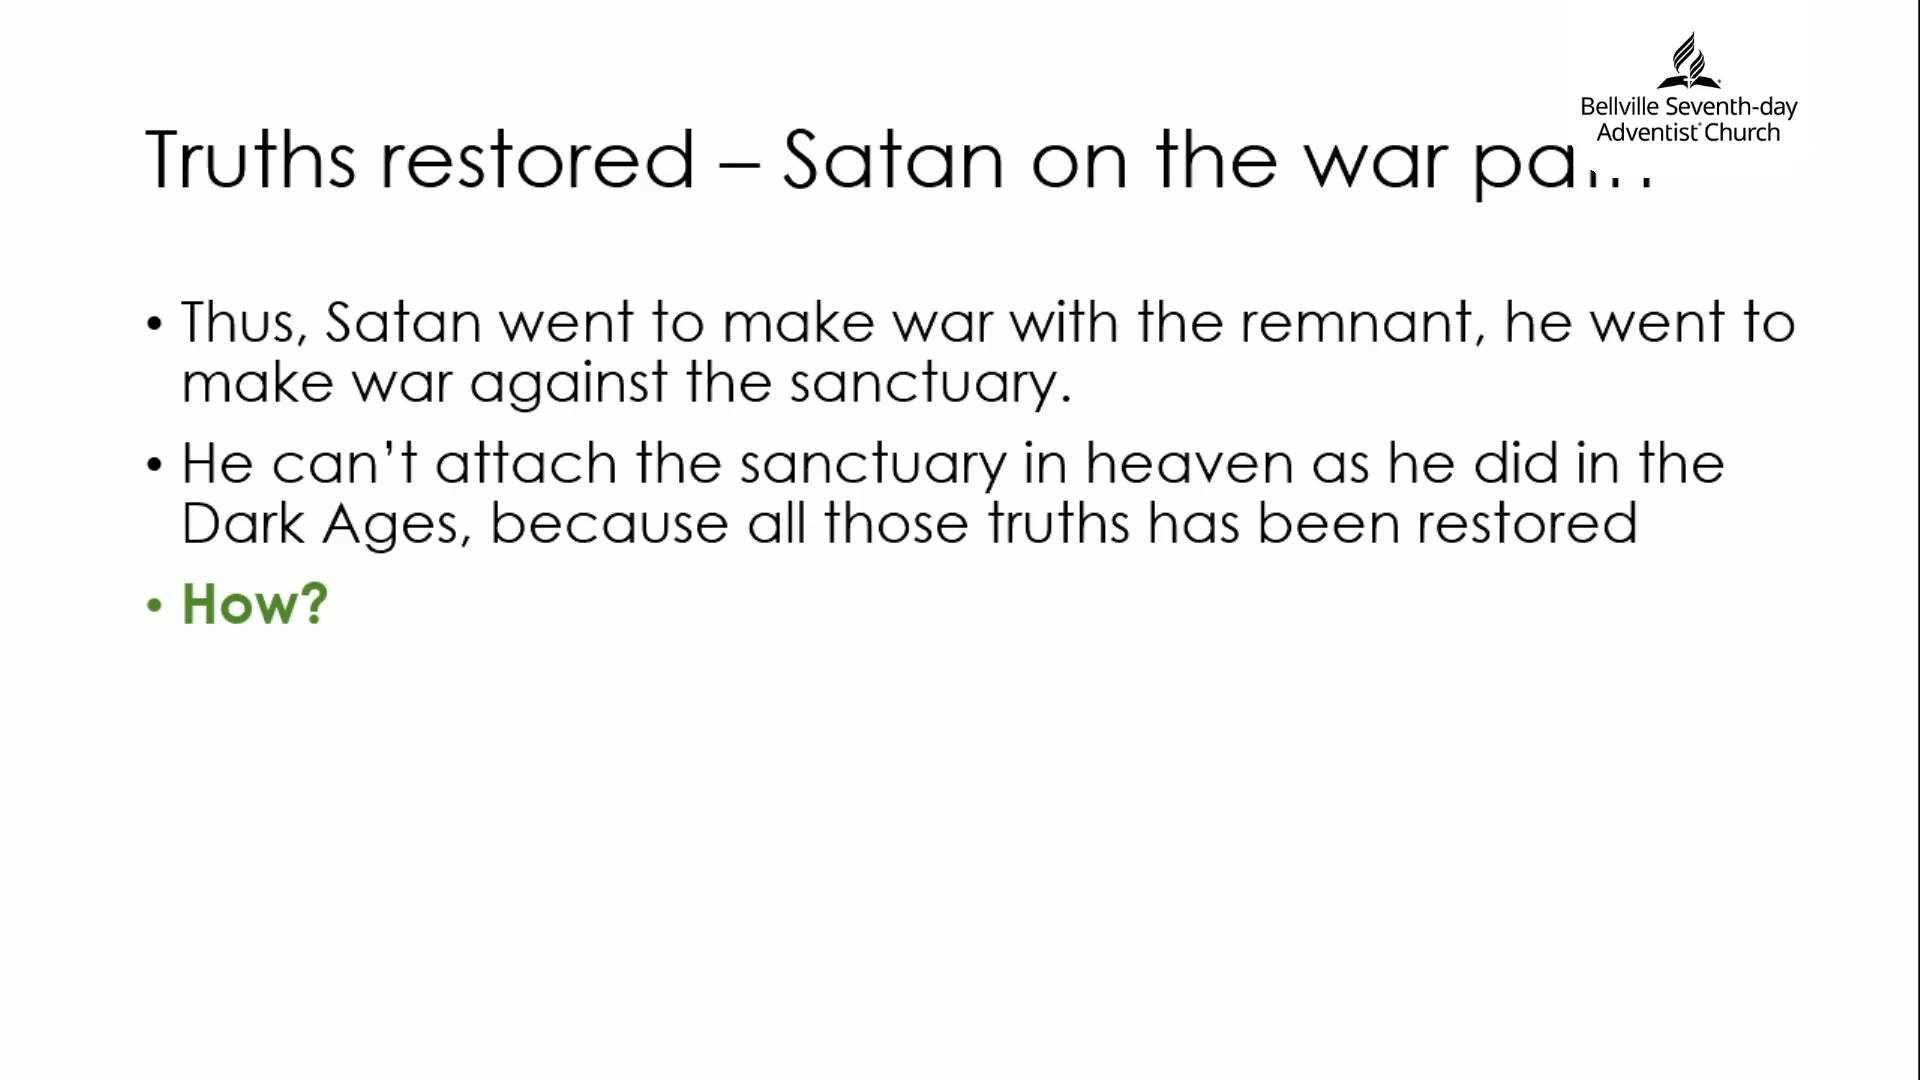 Bellville Seventh-day
Adventist Church
Truths restored – Satan on the war
• Thus, Satan went to make war with the remnant, he went to
make war against the sanctuary.
• He can’t attach the sanctuary in heaven as he did in the
Dark Ages, because all those truths has been restored
• How?